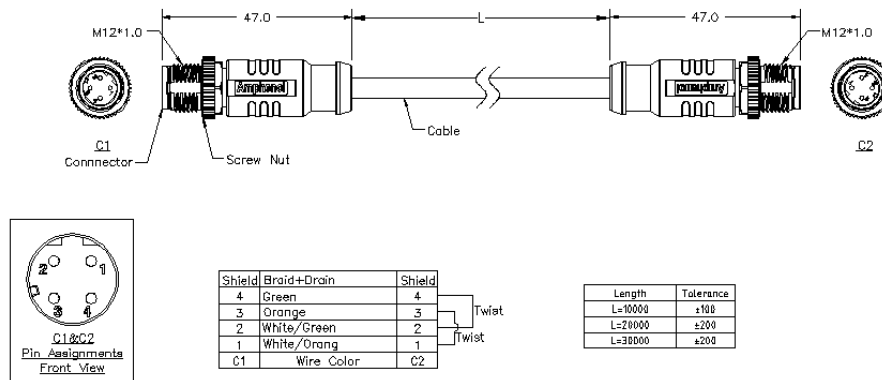 47.0
L
47.0
M12*1.0
M12*1.0
Amphenol
Amphenol
Cable
C1
C2
Connnector
Screw Nut
2
1
3
4
C1&C2
Pin Assignments
Front View
Shield Braid+Drain Shield
4 Green 4
3 Orange 3
2 White/Green 2
1 White/Orang 1
C1 Wire Color C2
Twist
Twist
Length Tolerance
L=10000 ±100
L=20000 ±200
L=30000 ±200